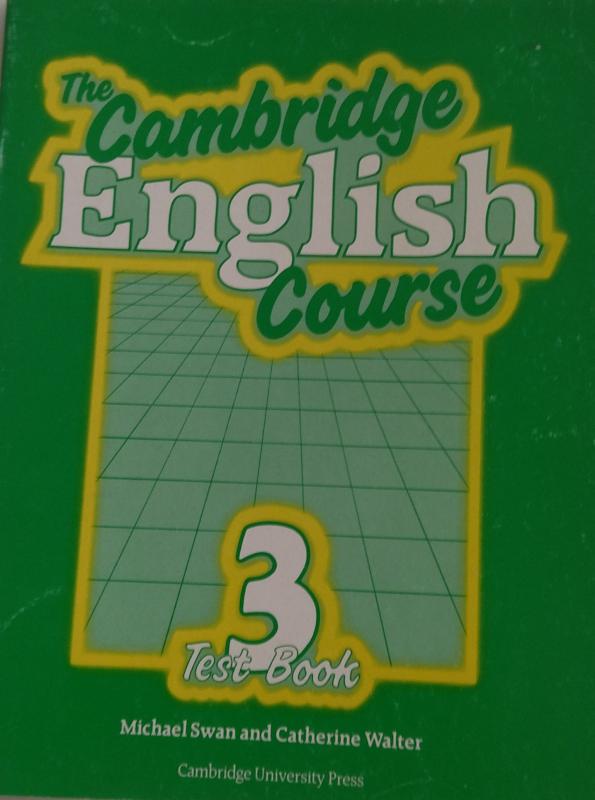 The
Cambridge
English
Course
3
Test Book
Michael Swan and Catherine Walter
Cambridge University Press